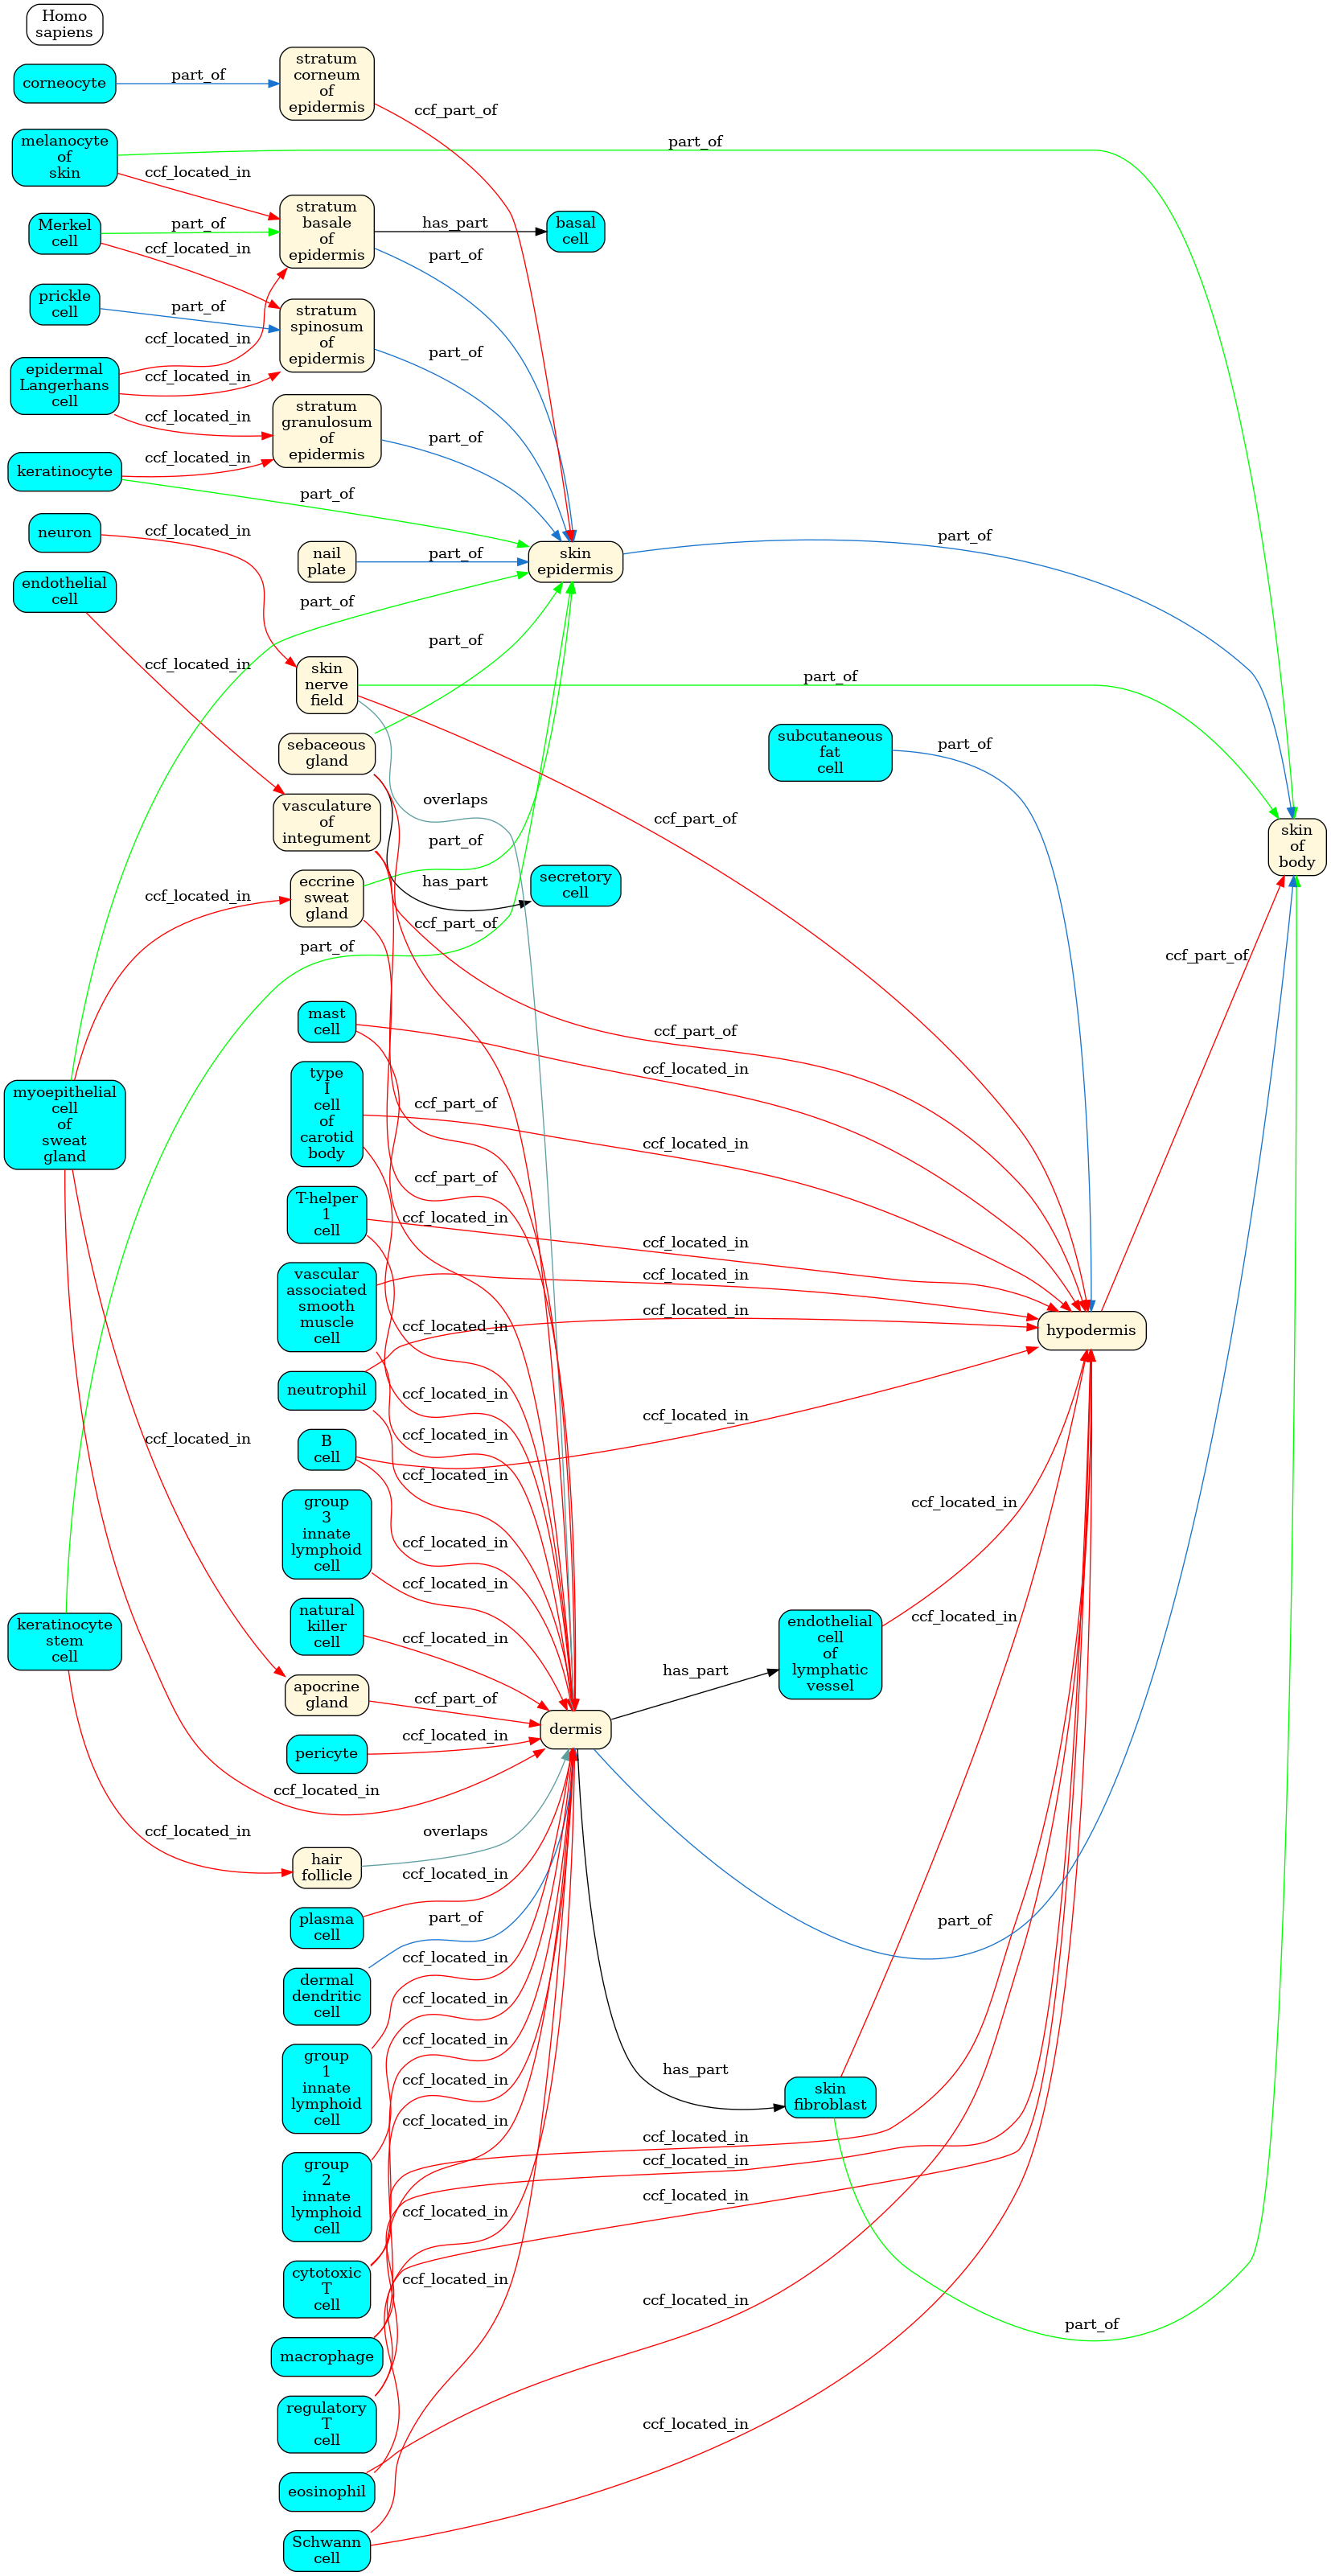 Homo
sapiens
corneocyte
part_of
stratum
corneum
of
epidermis
ccf_part_of
melanocyte
of
skin
part_of
ccf_located_in
Merkel
cell
part_of
ccf_located_in
stratum
basale
of
epidermis
has_part
part_of
basal
cell
prickle
cell
part_of
stratum
spinosum
of
epidermis
part_of
ccf_located_in
epidermal
Langerhans
cell
ccf_located_in
ccf_located_in
stratum
granulosum
of
epidermis
part_of
keratinocyte
ccf_located_in
part_of
neuron
ccf_located_in
nail
plate
part_of
skin
epidermis
part_of
endothelial
cell
part_of
ccf_located_in
part_of
skin
nerve
field
part_of
sebaceous
gland
subcutaneous
fat
cell
part_of
vasculature
of
integument
overlaps
ccf_part_of
part_of
skin
of
body
eccrine
sweat
gland
ccf_located_in
has_part
secretory
cell
ccf_part_of
part_of
ccf_part_of
mast
cell
ccf_part_of
ccf_located_in
type
I
cell
of
carotid
body
ccf_part_of
ccf_located_in
myoepithelial
cell
of
sweat
gland
ccf_part_of
T-helper
1
cell
ccf_located_in
ccf_located_in
vascular
associated
smooth
muscle
cell
ccf_located_in
ccf_located_in
ccf_located_in
hypodermis
neutrophil
ccf_located_in
ccf_located_in
B
cell
ccf_located_in
ccf_located_in
ccf_located_in
group
3
innate
lymphoid
cell
ccf_located_in
ccf_located_in
ccf_located_in
natural
killer
cell
ccf_located_in
keratinocyte
stem
cell
ccf_located_in
endothelial
cell
of
lymphatic
vessel
has_part
apocrine
gland
ccf_part_of
dermis
pericyte
ccf_located_in
ccf_located_in
ccf_located_in
hair
follicle
overlaps
plasma
cell
ccf_located_in
part_of
part_of
dermal
dendritic
cell
ccf_located_in
group
1
innate
lymphoid
cell
ccf_located_in
ccf_located_in
ccf_located_in
has_part
skin
fibroblast
group
2
innate
lymphoid
cell
ccf_located_in
ccf_located_in
ccf_located_in
ccf_located_in
ccf_located_in
cytotoxic
T
cell
ccf_located_in
ccf_located_in
part_of
macrophage
regulatory
T
cell
ccf_located_in
eosinophil
Schwann
cell